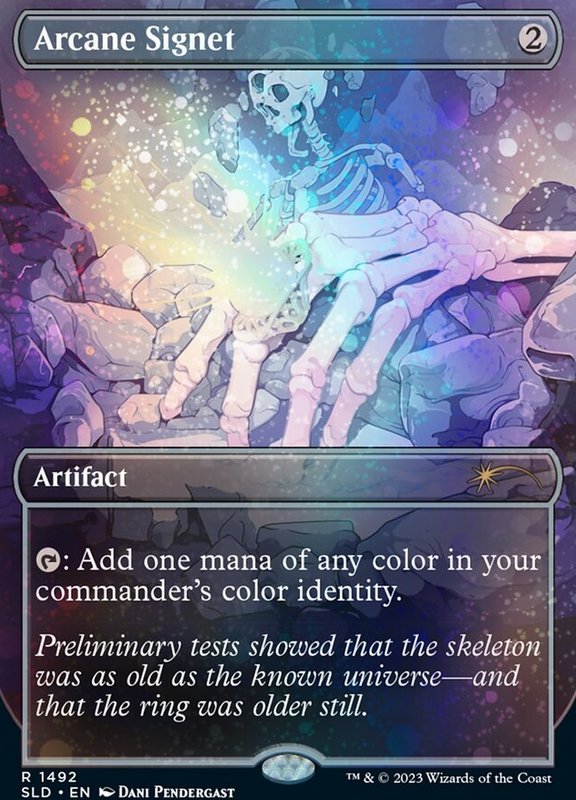 Arcane Signet 2
Artifact
: Add one mana of any color in your
commander's color identity.
Preliminary tests showed that the skeleton
was as old as the known universe—and
that the ring was older still.
R 1492
SLD • EN Dani Pendergast
™ & © 2023 Wizards of the Coast